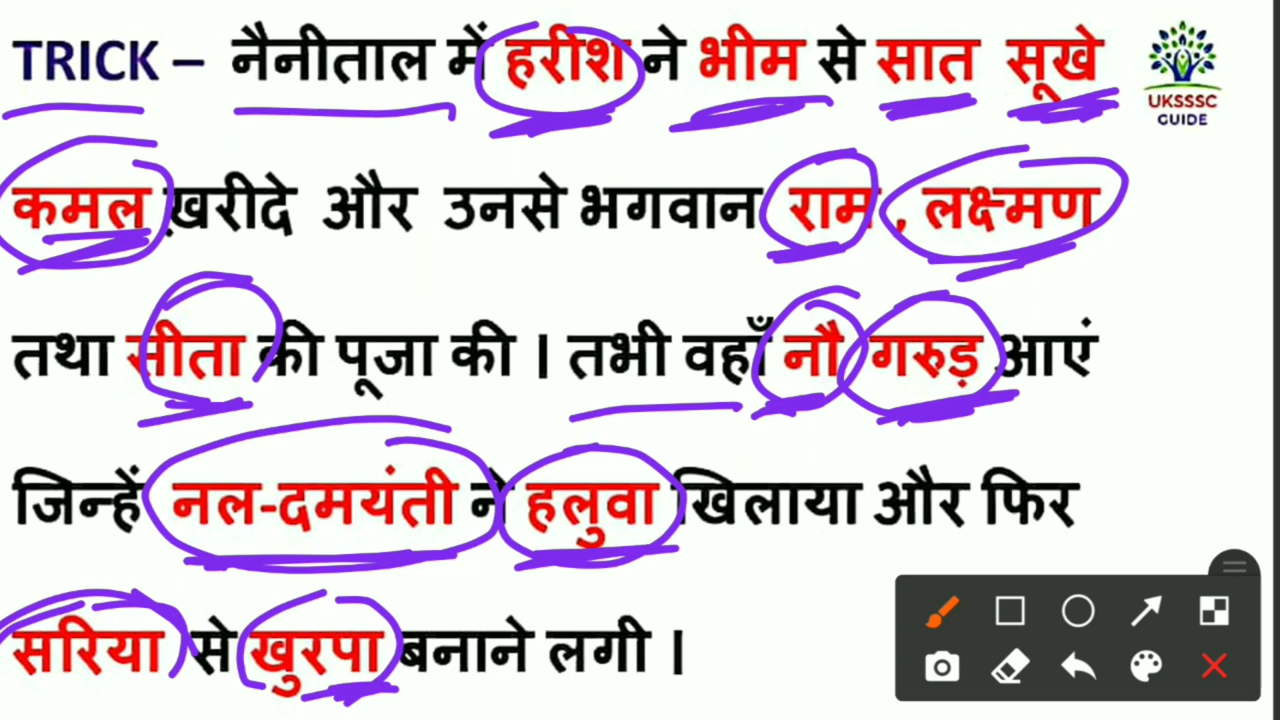 TRICK – नैनीताल में हरीश ने भीम से सात सूखे
UKSSSC
GUIDE
कमल ख़रीदे और उनसे भगवान राम , लक्ष्मण
तथा सीता की पूजा की । तभी वहाँ नौ गरुड़ आएं
जिन्हें नल-दमयंती ने हलुवा खिलाया और फिर
सरिया से खुरपा बनाने लगी ।